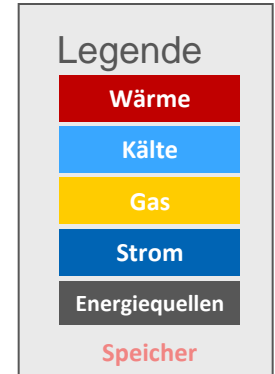 Legende
Wärme
Kälte
Gas
Strom
Energiequellen
Speicher